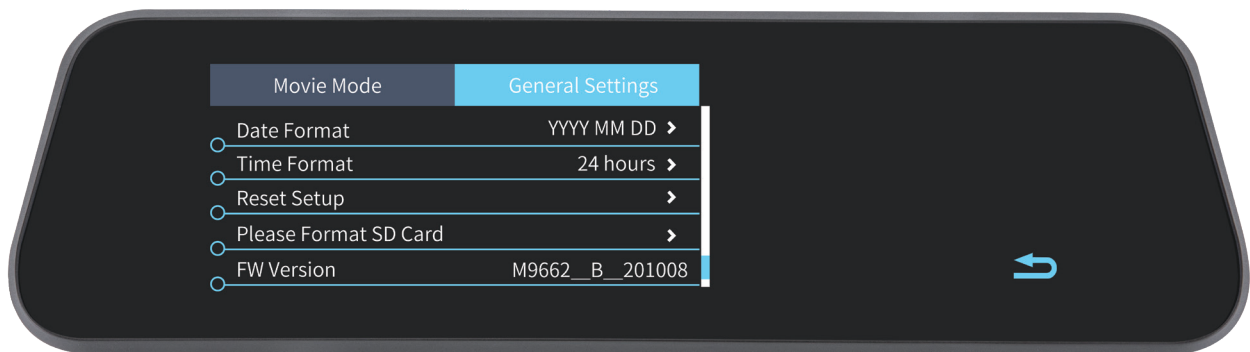 Movie Mode General Settings
Date Format YYYY MM DD
Time Format 24 hours
Reset Setup
Please Format SD Card
FW Version M9662__B__201008